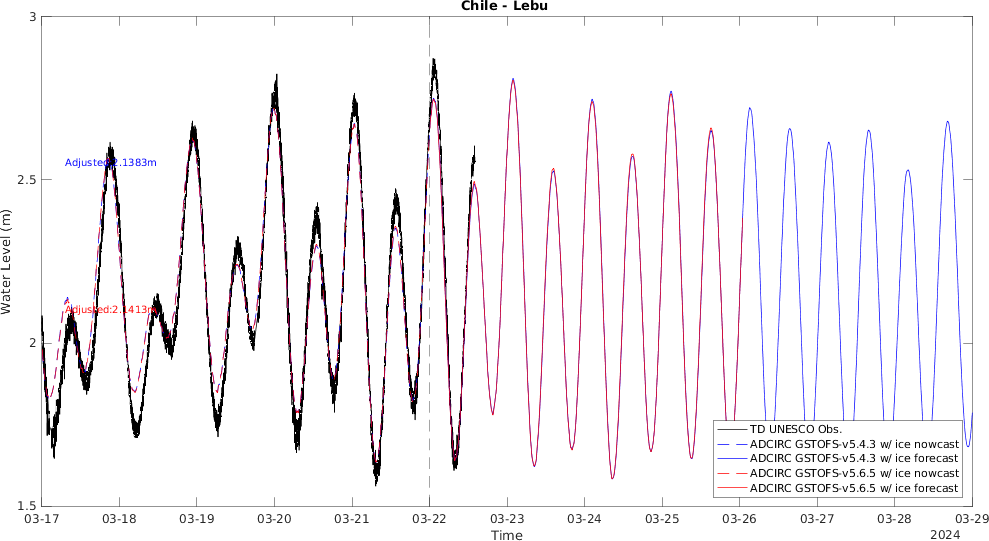 Chile - Lebu
3
2.5
2
1.5
Water Level (m)
Adjusted:2.1383m
Adjusted:2.1413m
TD UNESCO Obs.
ADCIRC GSTOFS-v5.4.3 w/ ice nowcast
ADCIRC GSTOFS-v5.4.3 w/ ice forecast
ADCIRC GSTOFS-v5.6.5 w/ ice nowcast
ADCIRC GSTOFS-v5.6.5 w/ ice forecast
03-17 03-18 03-19 03-20 03-21 03-22 03-23 03-24 03-25 03-26 03-27 03-28 03-29
Time
2024